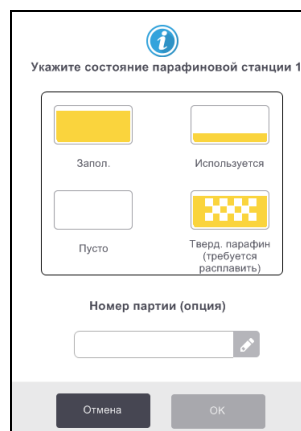 Укажите состояние парафиновой станции 1
Запол.
Используется
Пусто
Тверд. парафин
(требуется
расплавить)
Номер партии (опция)
Отмена
OK